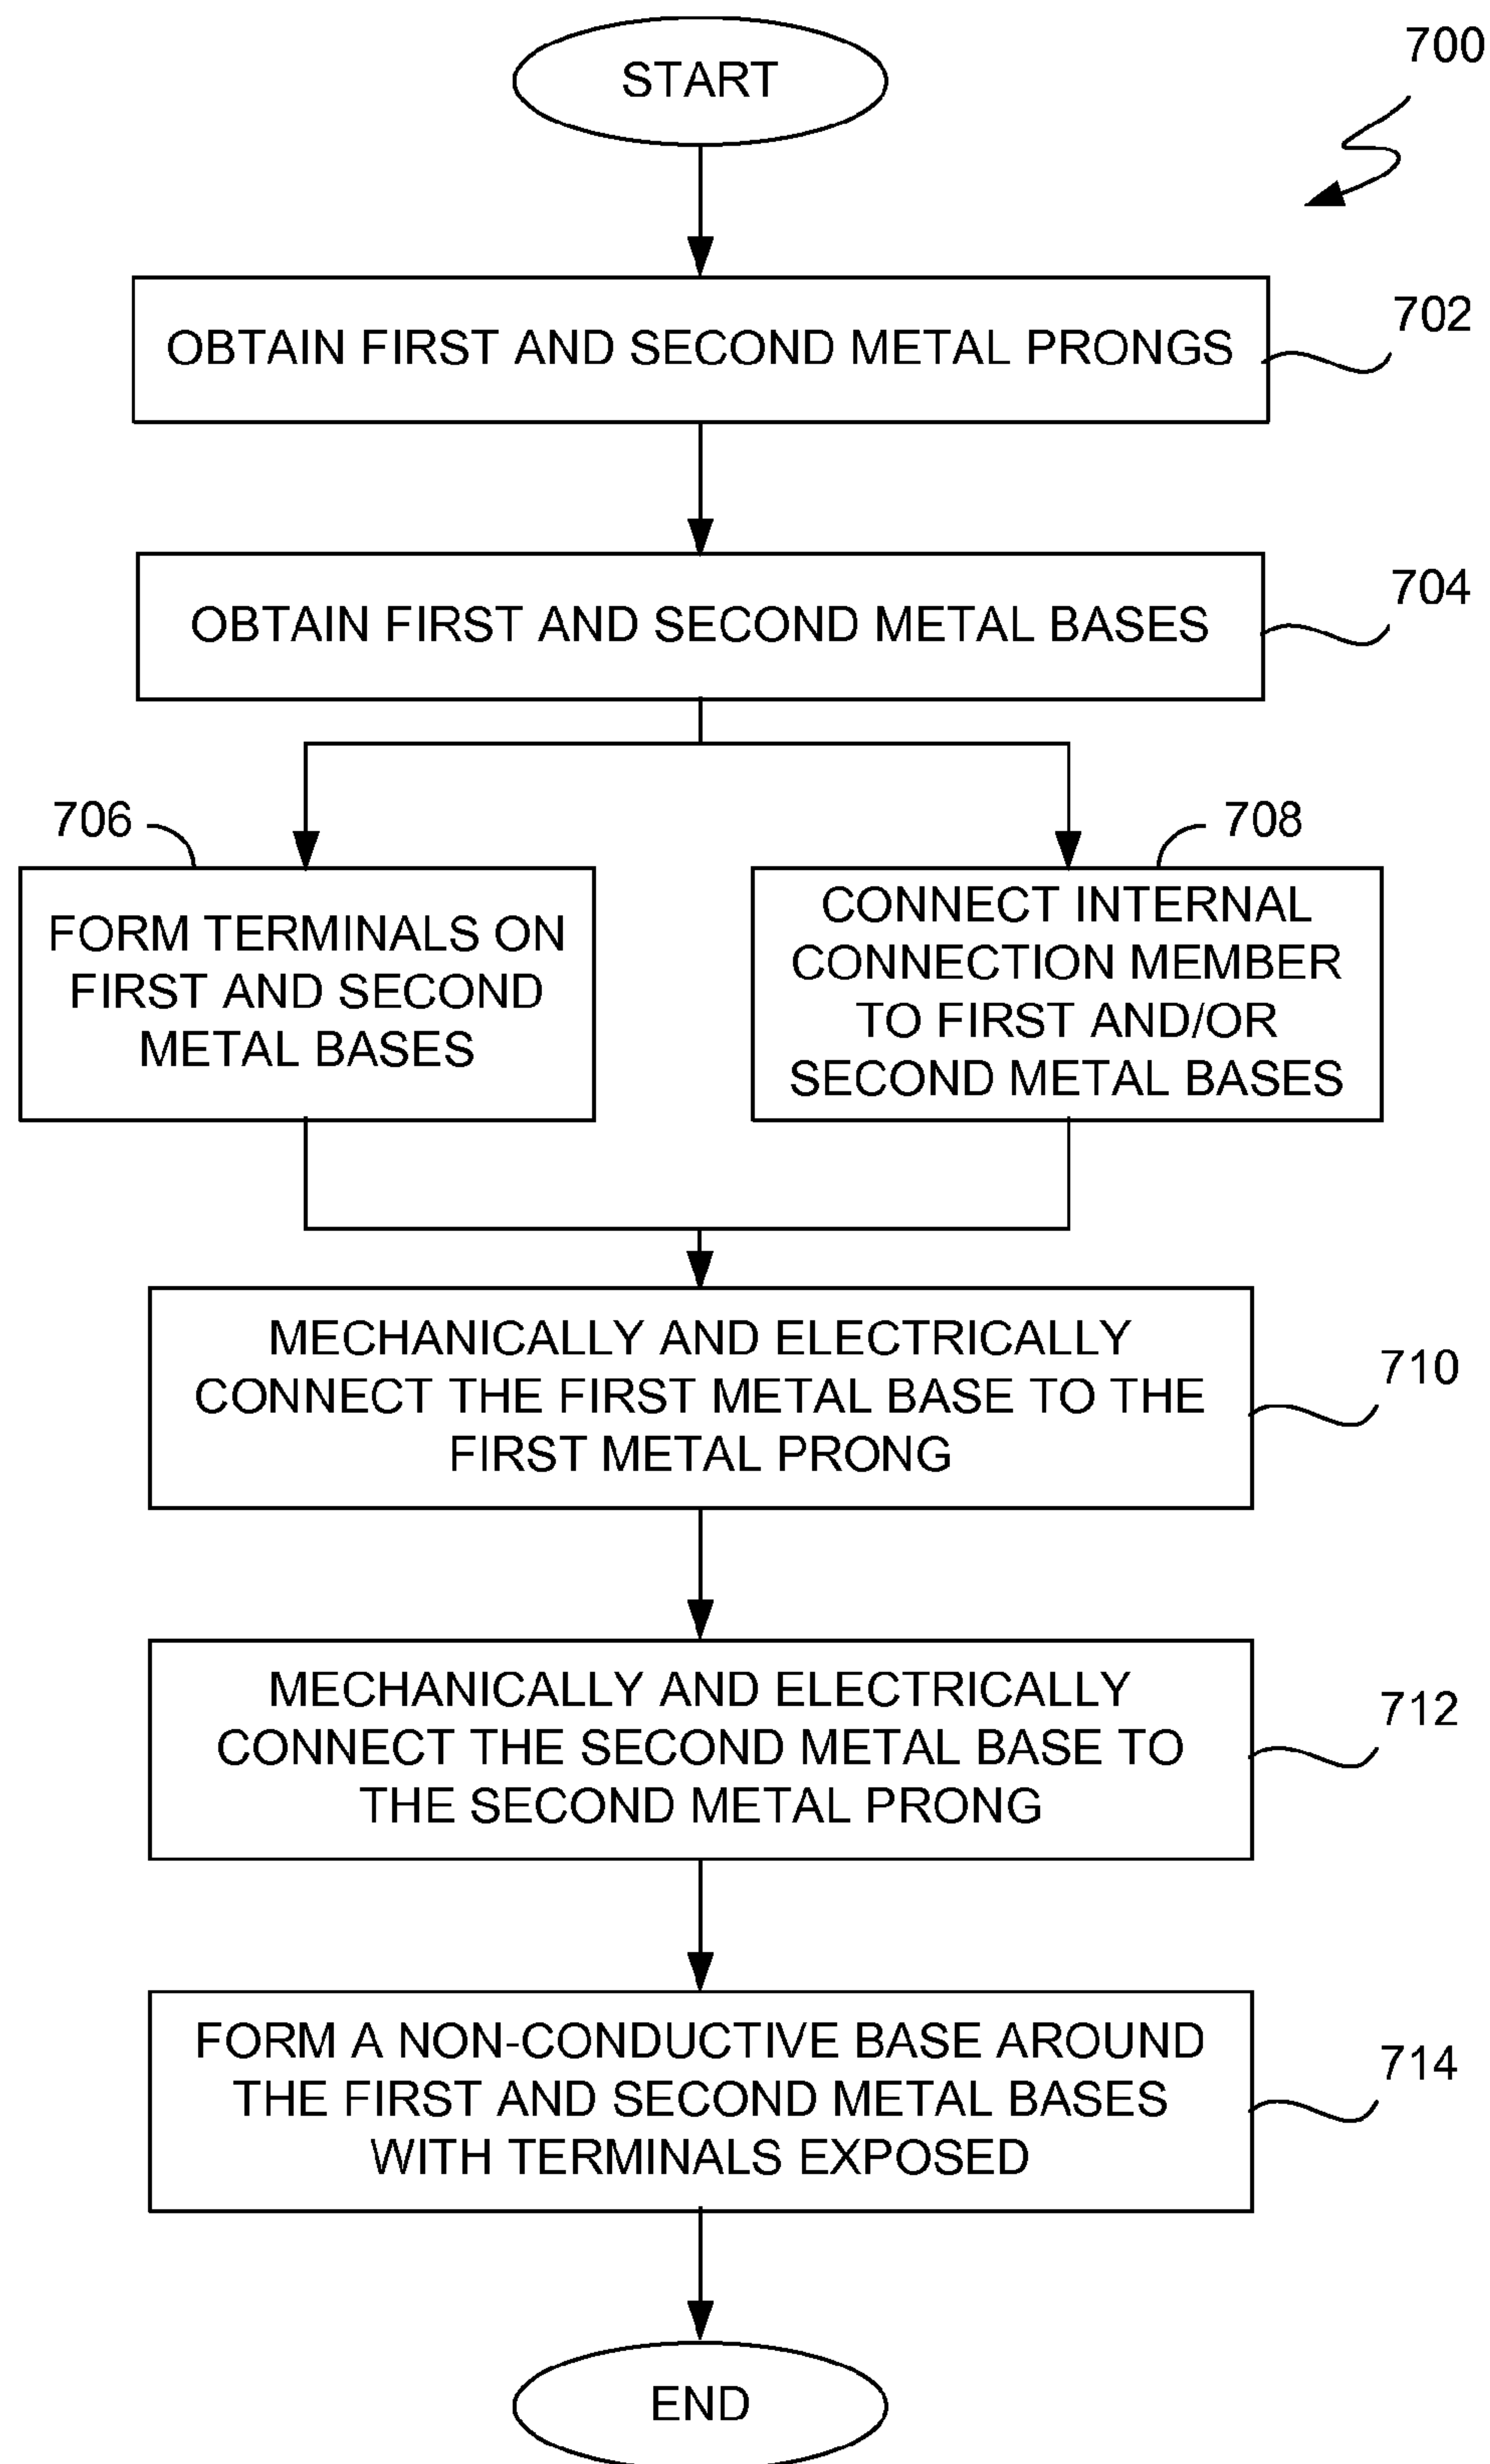 START
700
OBTAIN FIRST AND SECOND METAL PRONGS
702
OBTAIN FIRST AND SECOND METAL BASES
704
706
FORM TERMINALS ON
FIRST AND SECOND
METAL BASES
708
CONNECT INTERNAL
CONNECTION MEMBER
TO FIRST AND/OR
SECOND METAL BASES
MECHANICALLY AND ELECTRICALLY
CONNECT THE FIRST METAL BASE TO THE
FIRST METAL PRONG
710
MECHANICALLY AND ELECTRICALLY
CONNECT THE SECOND METAL BASE TO
THE SECOND METAL PRONG
712
FORM A NON-CONDUCTIVE BASE AROUND
THE FIRST AND SECOND METAL BASES
WITH TERMINALS EXPOSED
714
END